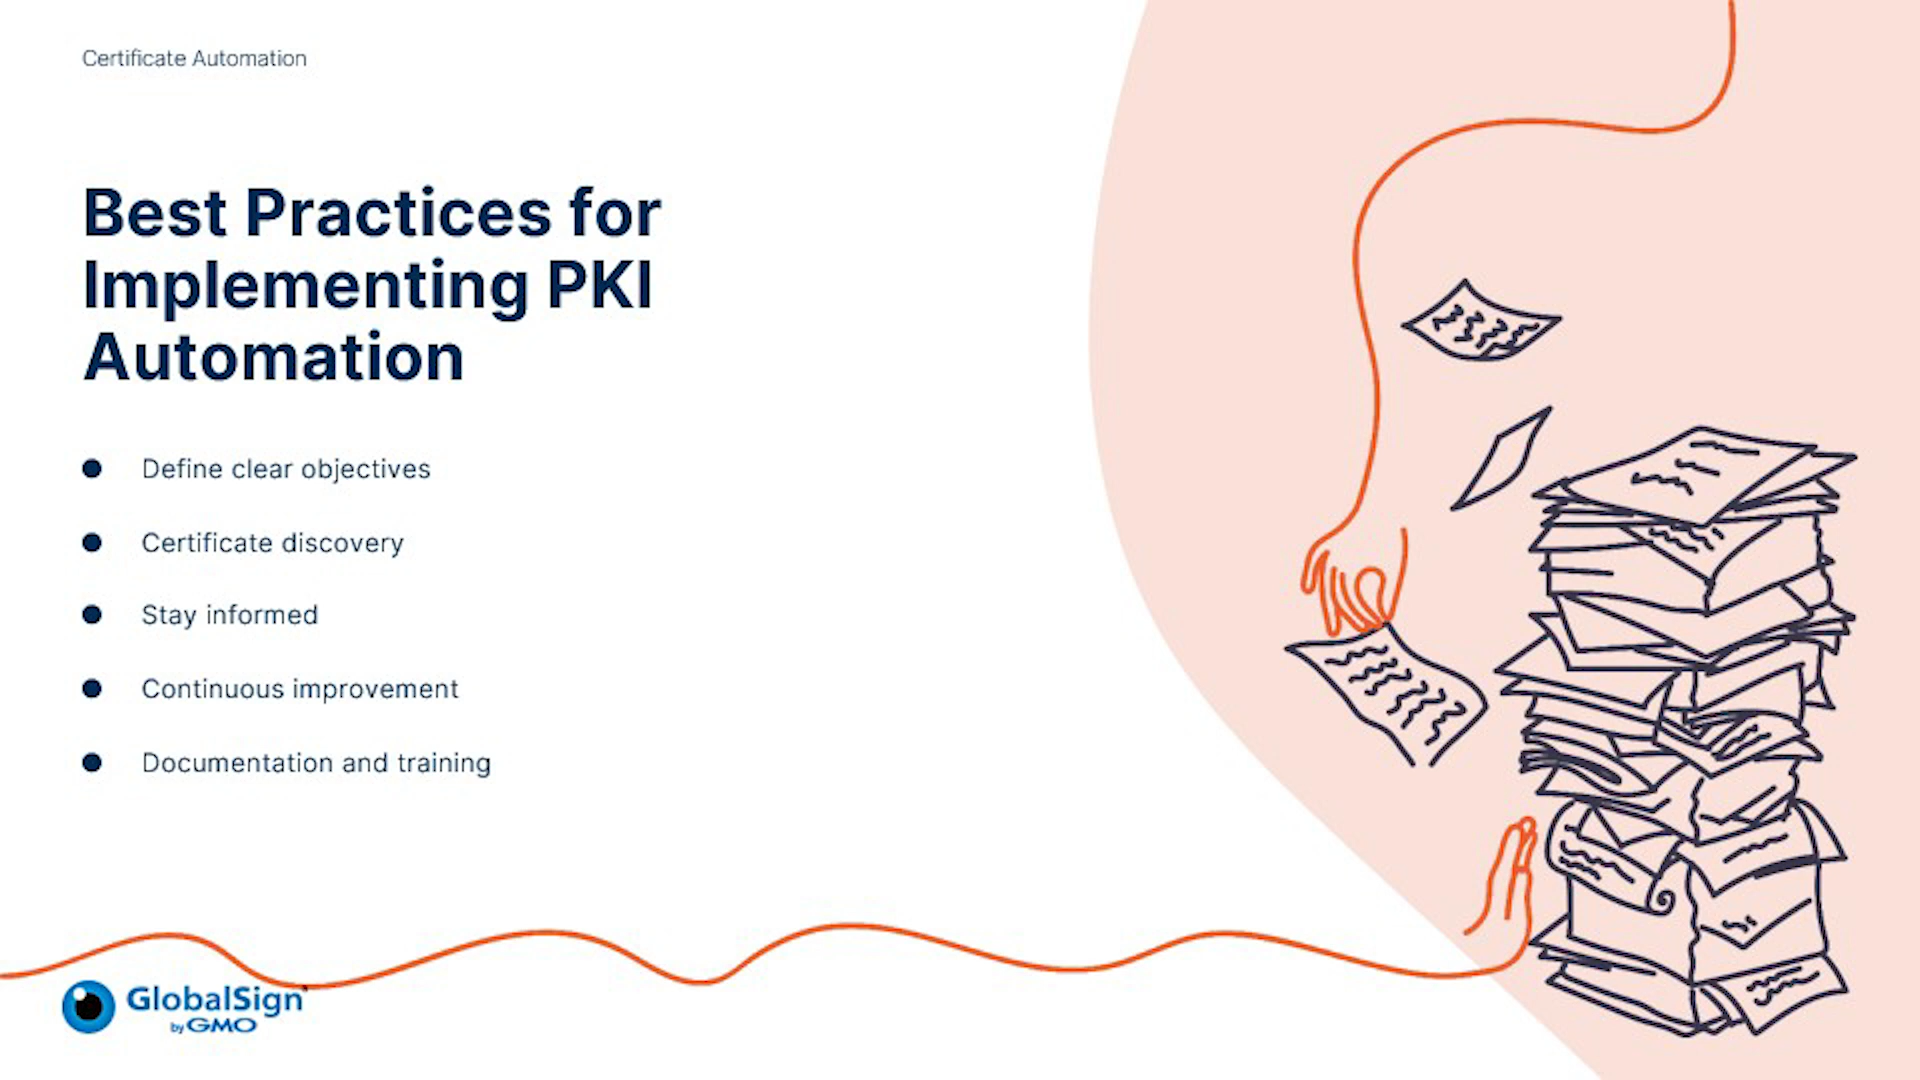 Certificate Automation
Best Practices for
Implementing PKI
Automation
Define clear objectives
Certificate discovery
Stay informed
Continuous improvement
Documentation and training
GlobalSign
by GMO